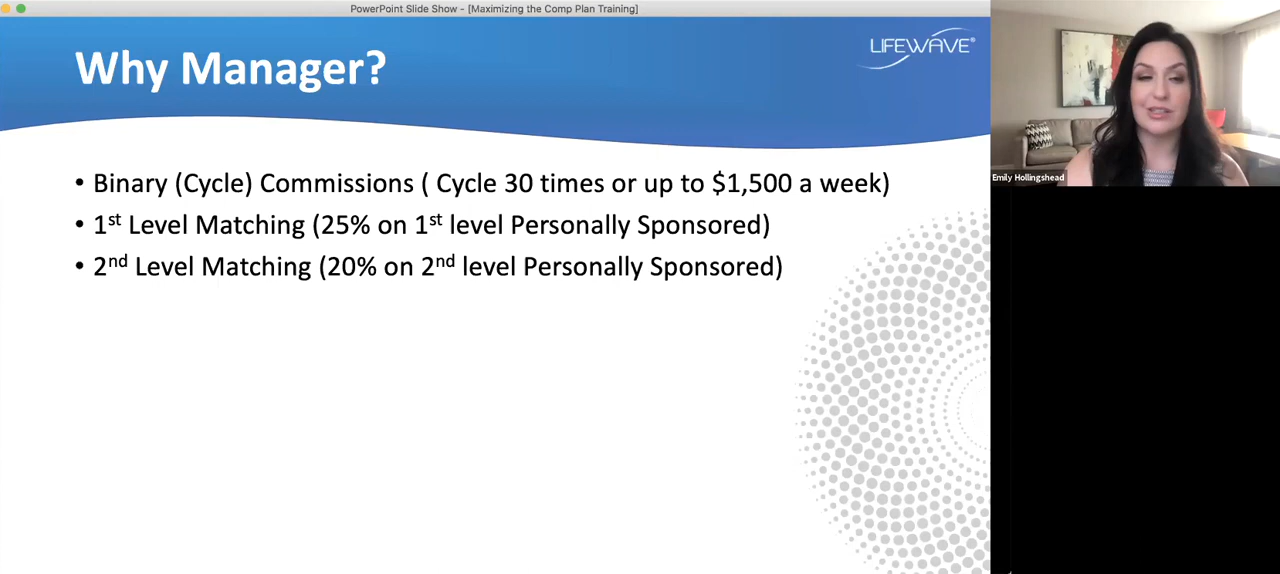 PowerPoint Slide Show - [Maximizing the Comp Plan Training]
Why Manager?
LIFEWAVE®
• Binary (Cycle) Commissions ( Cycle 30 times or up to $1,500 a week)
• 1st Level Matching (25% on 1st level Personally Sponsored)
• 2nd Level Matching (20% on 2nd level Personally Sponsored)
Emily Hollingshead